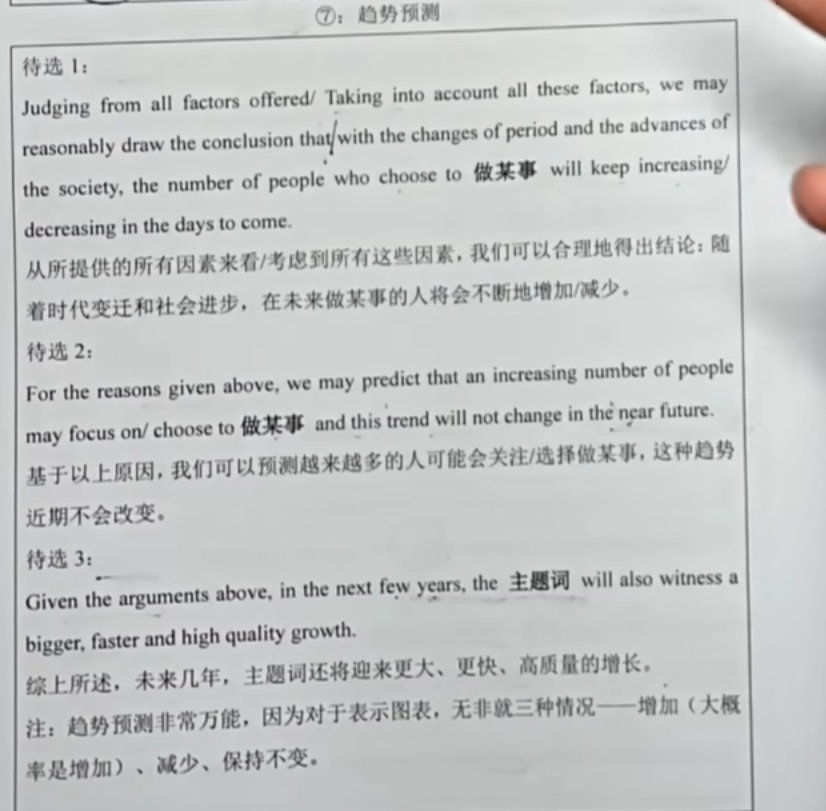 ⑦：趋势预测
待选 1：
Judging from all factors offered/ Taking into account all these factors, we may
reasonably draw the conclusion that with the changes of period and the advances of
the society, the number of people who choose to 做某事 will keep increasing/
decreasing in the days to come.
从所提供的所有因素来看/考虑到所有这些因素，我们可以合理地得出结论：随
着时代变迁和社会进步，在未来做某事的人将会不断地增加/减少。
待选 2：
For the reasons given above, we may predict that an increasing number of people
may focus on/ choose to 做某事 and this trend will not change in the near future.
基于以上原因，我们可以预测越来越多的人可能会关注/选择做某事，这种趋势
近期不会改变。
待选 3：
Given the arguments above, in the next few years, the 主题词 will also witness a
bigger, faster and high quality growth.
综上所述，未来几年，主题词还将迎来更大、更快、高质量的增长。
注：趋势预测非常万能，因为对于表示图表，无非就三种情况——增加（大概
率是增加）、减少、保持不变。